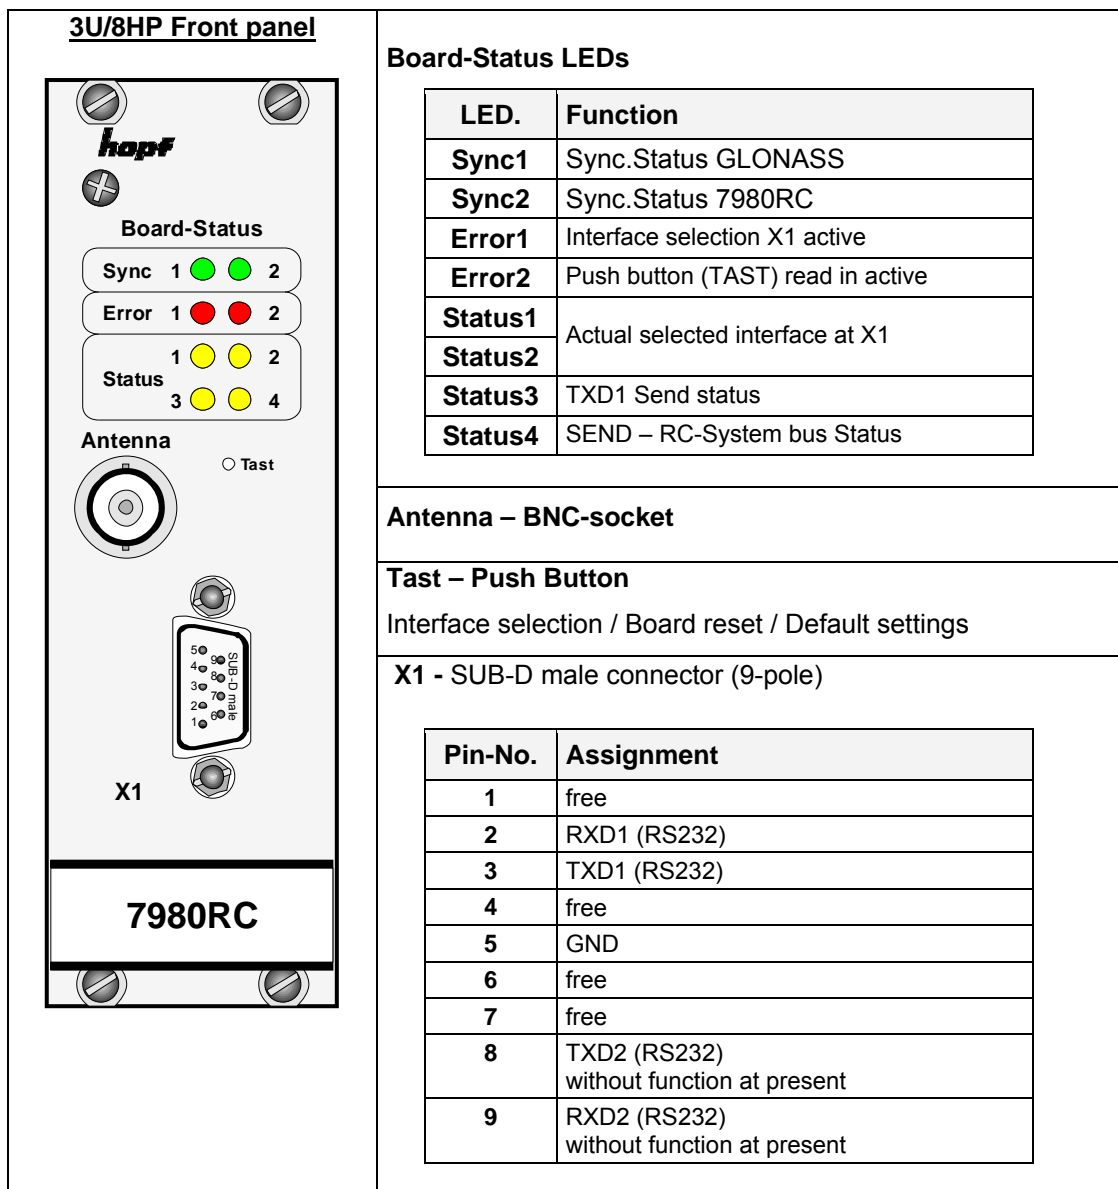 3U/8HP Front panel
hopf
Board-Status
Sync 1 2
Error 1 2
1 2
Status
3 4
Antenna
Tast
5
9
4
8
3
7
2
6
1
SUB-D male
X1
7980RC
Board-Status LEDs
LED. Function
Sync1 Sync.Status GLONASS
Sync2 Sync.Status 7980RC
Error1 Interface selection X1 active
Error2 Push button (TAST) read in active
Status1
Actual selected interface at X1
Status2
Status3 TXD1 Send status
Status4 SEND – RC-System bus Status
Antenna – BNC-socket
Tast – Push Button
Interface selection / Board reset / Default settings
X1 - SUB-D male connector (9-pole)
Pin-No. Assignment
1 free
2 RXD1 (RS232)
3 TXD1 (RS232)
4 free
5 GND
6 free
7 free
8 TXD2 (RS232)
without function at present
9 RXD2 (RS232)
without function at present